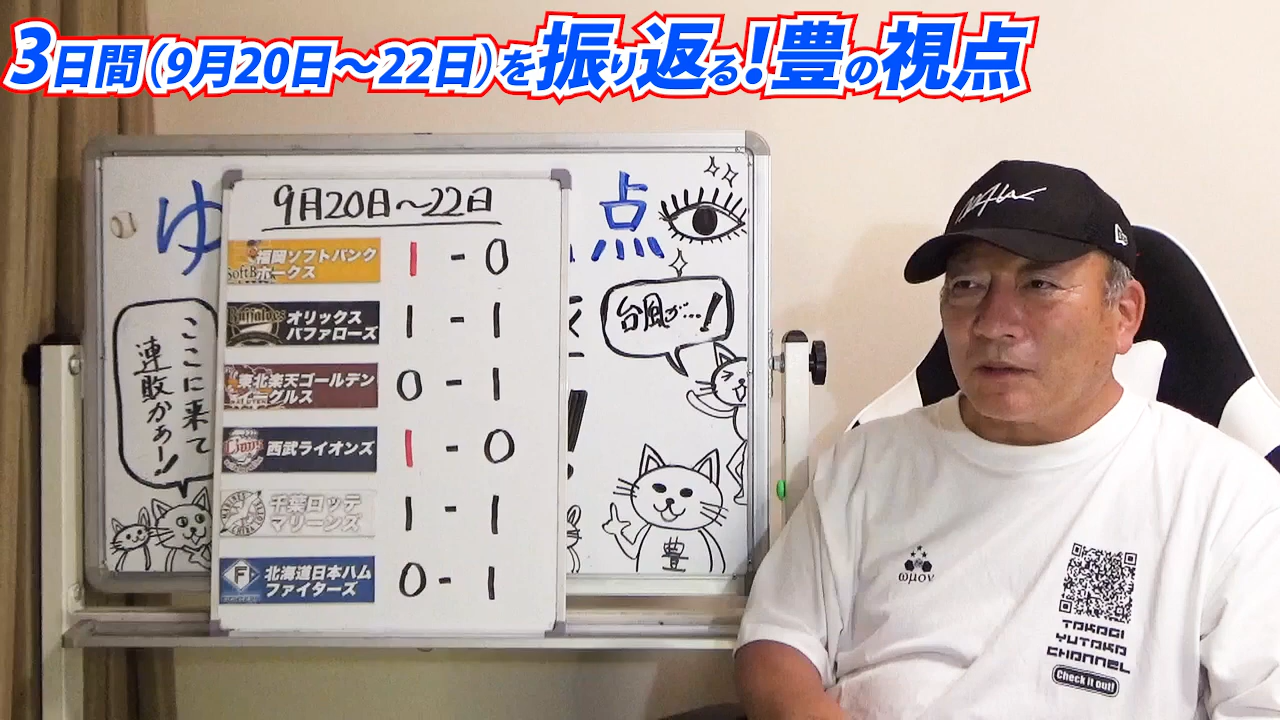 3日間(9月20日〜22日)を振り返る!豊の視点
ゆ
点
9月20日〜22日
福岡ソフトバンク
ホークス
1 - 0
Buffaloes
オリックス
バファローズ
1 - 1
東北楽天ゴールデン
イーグルス
0 - 1
Lions
西武ライオンズ
1 - 0
千葉ロッテ
マリーンズ
1 - 1
F
北海道日本ハム
ファイターズ
0 - 1
ここに来て
連敗かぁー!
台風が…!
豊
ωμον
TAKAGI
YUTAKA
CHANNEL
Check it out!